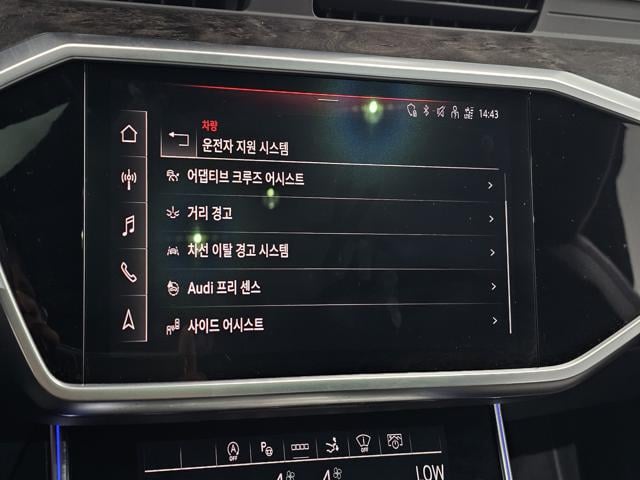 14:43
차량
운전자 지원 시스템
어댑티브 크루즈 어시스트
거리 경고
차선 이탈 경고 시스템
Audi 프리 센스
사이드 어시스트
OFF
OFF
LOW